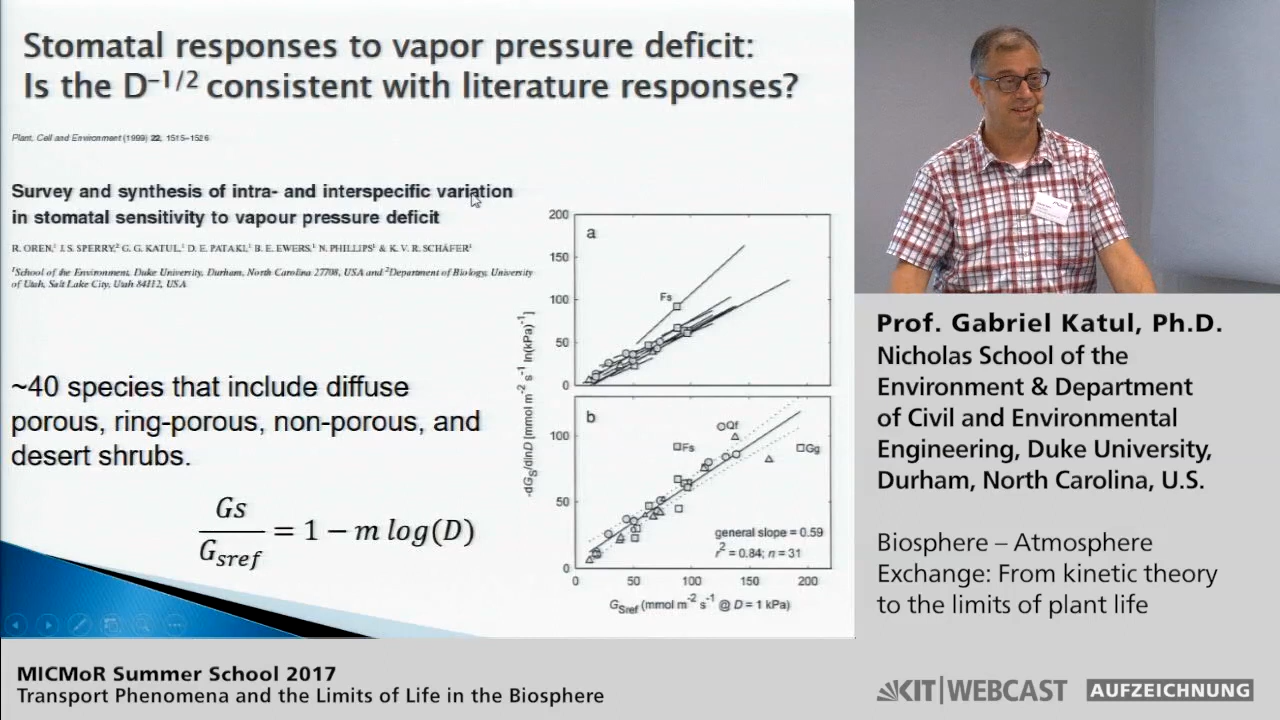 Stomatal responses to vapor pressure deficit:
Is the D–1/2 consistent with literature responses?
Plant, Cell and Environment (1999) 22, 1515–1526
Survey and synthesis of intra- and interspecific variation
in stomatal sensitivity to vapour pressure deficit
R. OREN,1 J. S. SPERRY,2 G. G. KATUL,1 D. E. PATAKI,1 B. E. EWERS,1 N. PHILLIPS1 & K. V. R. SCHÄFER1
1School of the Environment, Duke University, Durham, North Carolina 27708, USA and 2Department of Biology, University
of Utah, Salt Lake City, Utah 84112, USA
~40 species that include diffuse
porous, ring-porous, non-porous, and
desert shrubs.
Gs/Gsref = 1 − m log(D)
-dGS/dlnD [mmol m-2 s-1 ln(kPa)-1]
200
a
150
Fs
100
50
0
b
Qf
100
Fs
Gg
50
general slope = 0.59
r2 = 0.84; n = 31
0
0 50 100 150 200
GSref (mmol m-2 s-1 @ D = 1 kPa)
Prof. Gabriel Katul, Ph.D.
Nicholas School of the
Environment & Department
of Civil and Environmental
Engineering, Duke University,
Durham, North Carolina, U.S.
Biosphere – Atmosphere
Exchange: From kinetic theory
to the limits of plant life
MICMoR Summer School 2017
Transport Phenomena and the Limits of Life in the Biosphere
KIT|WEBCAST AUFZEICHNUNG